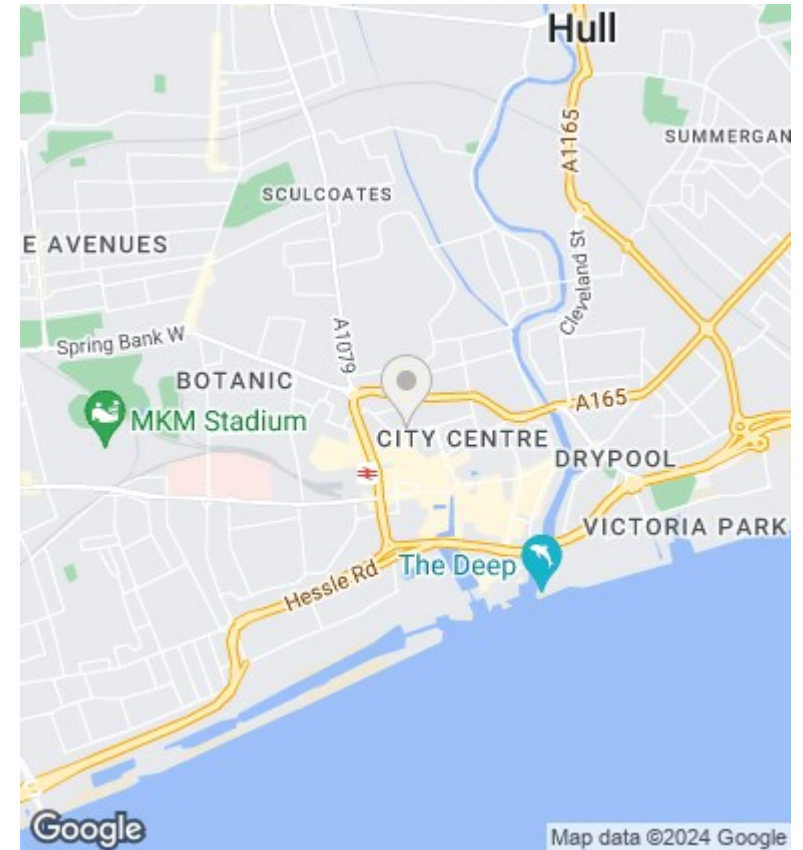 Hull
A1165
SUMMERGAN
SCULCOATES
E AVENUES
Cleveland St
Spring Bank W
A1079
BOTANIC
A165
MKM Stadium
CITY CENTRE
DRYPOOL
VICTORIA PARK
The Deep
Hessle Rd
Google
Map data ©2024 Google